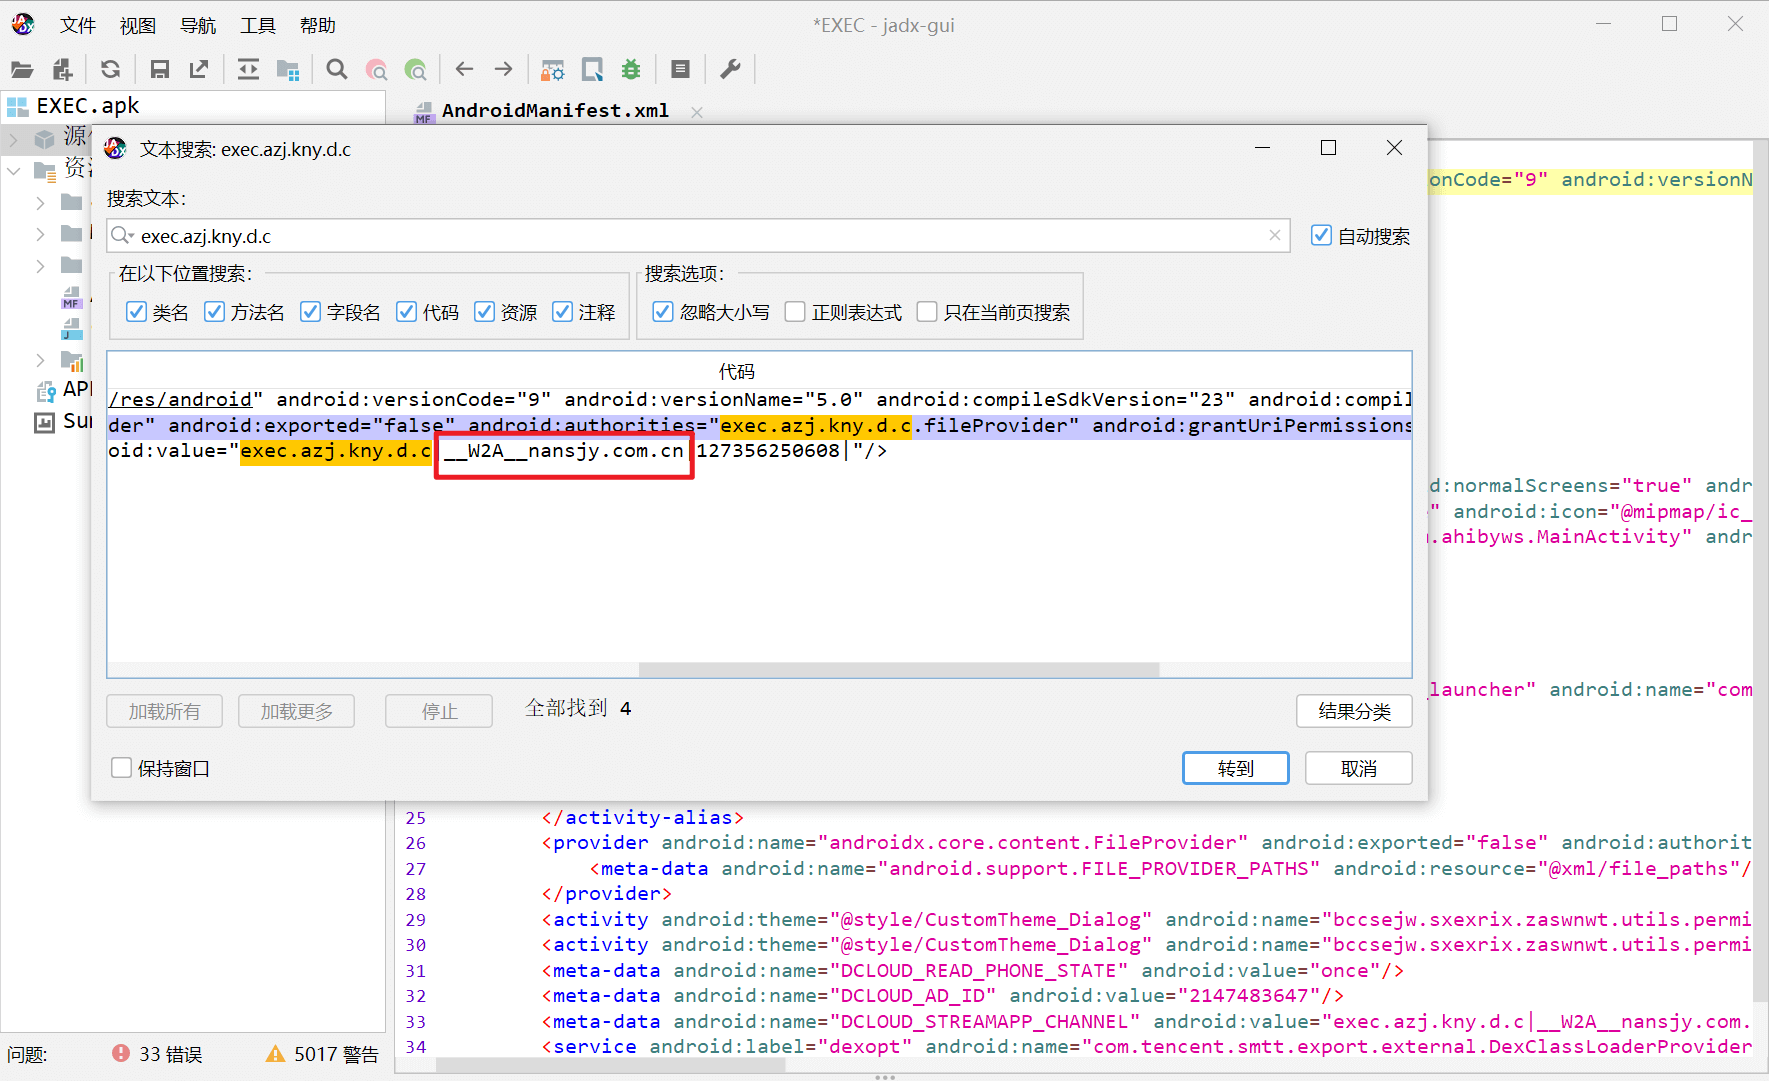 文件 视图 导航 工具 帮助
*EXEC - jadx-gui
EXEC.apk
AndroidManifest.xml
文本搜索: exec.azj.kny.d.c
onCode="9" android:versionN
搜索文本:
exec.azj.kny.d.c
自动搜索
在以下位置搜索:
搜索选项:
类名 方法名 字段名 代码 资源 注释
忽略大小写 正则表达式 只在当前页搜索
代码
/res/android" android:versionCode="9" android:versionName="5.0" android:compileSdkVersion="23" android:compil
der" android:exported="false" android:authorities="exec.azj.kny.d.c.fileProvider" android:grantUriPermissions
oid:value="exec.azj.kny.d.c|__W2A__nansjy.com.cn|127356250608|"/>
d:normalScreens="true" andr
" android:icon="@mipmap/ic_
.ahibyws.MainActivity" andr
launcher" android:name="com
加载所有 加载更多 停止 全部找到 4 结果分类
保持窗口 转到 取消
25 </activity-alias>
26 <provider android:name="androidx.core.content.FileProvider" android:exported="false" android:authorit
27 <meta-data android:name="android.support.FILE_PROVIDER_PATHS" android:resource="@xml/file_paths"/
28 </provider>
29 <activity android:theme="@style/CustomTheme_Dialog" android:name="bccsejw.sxexrix.zaswnwt.utils.permi
30 <activity android:theme="@style/CustomTheme_Dialog" android:name="bccsejw.sxexrix.zaswnwt.utils.permi
31 <meta-data android:name="DCLOUD_READ_PHONE_STATE" android:value="once"/>
32 <meta-data android:name="DCLOUD_AD_ID" android:value="2147483647"/>
33 <meta-data android:name="DCLOUD_STREAMAPP_CHANNEL" android:value="exec.azj.kny.d.c|__W2A__nansjy.com.
34 <service android:label="dexopt" android:name="com.tencent.smtt.export.external.DexClassLoaderProvider
问题: 33 错误 5017 警告